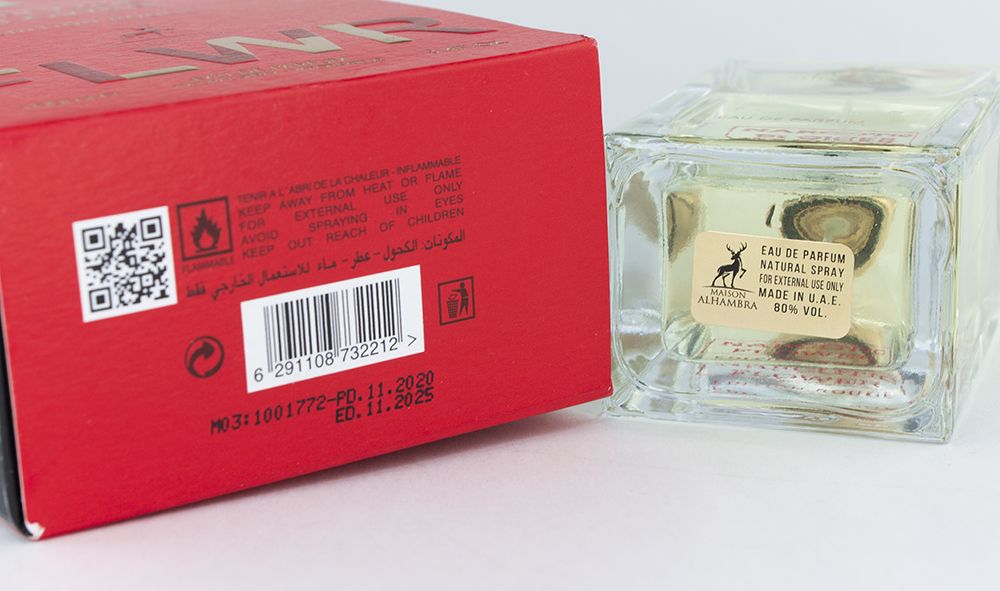 LWR
TENIR A L'ABRI DE LA CHALEUR - INFLAMMABLE
KEEP AWAY FROM HEAT OR FLAME
FOR EXTERNAL USE ONLY
AVOID SPRAYING IN EYES
KEEP OUT REACH OF CHILDREN
FLAMMABLE
المكونات: الكحول - عطر - ماء للاستعمال الخارجي فقط
6 291108 732212 >
M03:1001772-PD.11.2020
ED.11.2025
EAU DE PARFUM
EAU DE PARFUM
NATURAL SPRAY
FOR EXTERNAL USE ONLY
MADE IN U.A.E.
80% VOL.
MAISON
ALHAMBRA